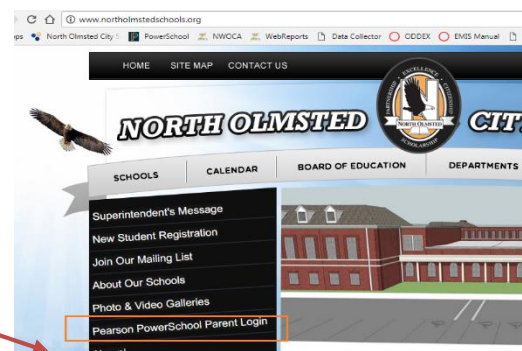 www.northolmstedschools.org
North Olmsted City S PowerSchool NWOCA WebReports Data Collector ODDEX EMIS Manual
HOME SITE MAP CONTACT US
NORTH OLMSTED CIT
EXCELLENCE
NORTH OLMSTED
SCHOLARSHIP
SCHOOLS CALENDAR BOARD OF EDUCATION DEPARTMENTS
Superintendent's Message
New Student Registration
Join Our Mailing List
About Our Schools
Photo & Video Galleries
Pearson PowerSchool Parent Login